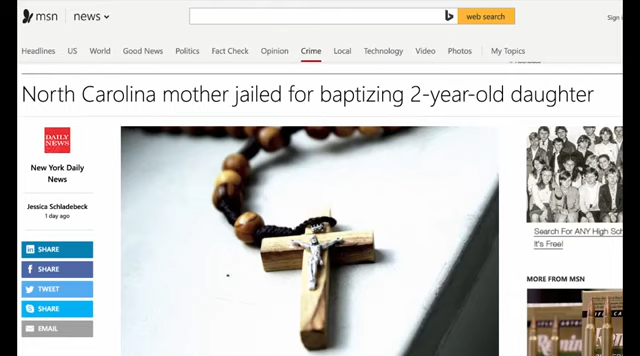 msn
news
b
web search
Sign i
Headlines
US
World
Good News
Politics
Fact Check
Opinion
Crime
Local
Technology
Video
Photos
My Topics
North Carolina mother jailed for baptizing 2-year-old daughter
DAILY
NEWS
New York Daily
News
Jessica Schladebeck
1 day ago
in SHARE
f SHARE
TWEET
SHARE
EMAIL
Search For ANY High Sch
It's Free!
MORE FROM MSN